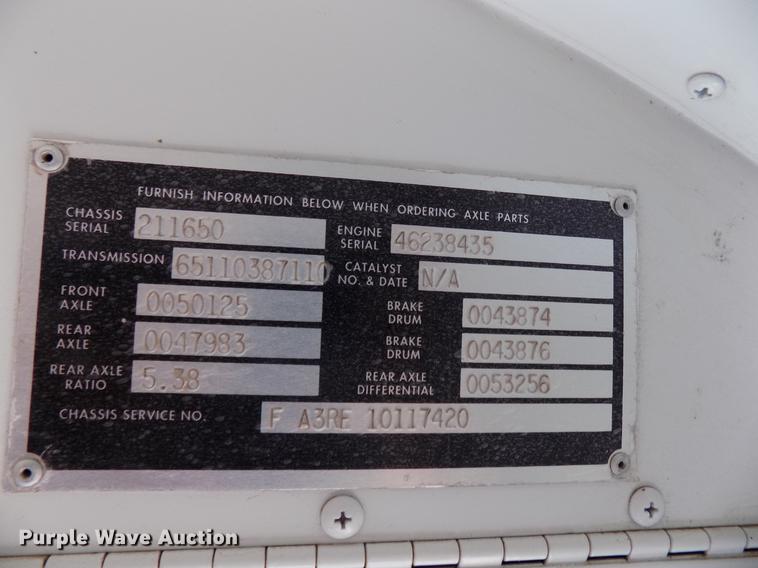 FURNISH INFORMATION BELOW WHEN ORDERING AXLE PARTS
CHASSIS SERIAL 211650 ENGINE SERIAL 46238435
TRANSMISSION 65110387110 CATALYST NO. & DATE N/A
FRONT AXLE 0050125 BRAKE DRUM 0043874
REAR AXLE 0047983 BRAKE DRUM 0043876
REAR AXLE RATIO 5.38 REAR AXLE DIFFERENTIAL 0053256
CHASSIS SERVICE NO. F A3RE 10117420
Purple Wave Auction